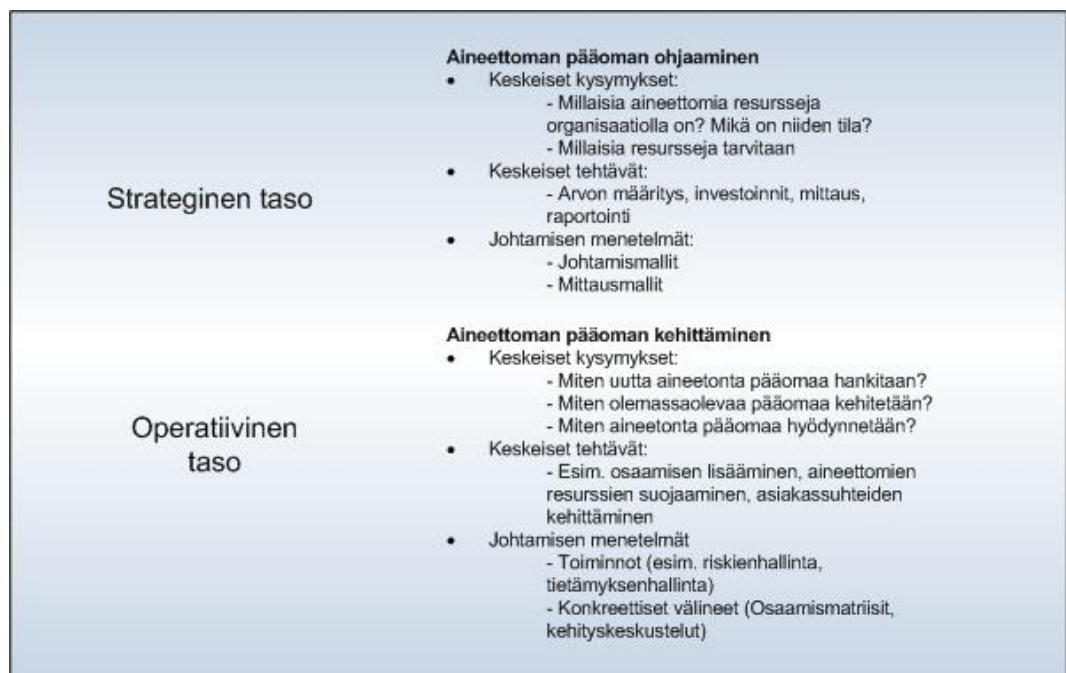 Strateginen taso
Aineettoman pääoman ohjaaminen
• Keskeiset kysymykset:
- Millaisia aineettomia resursseja
organisaatiolla on? Mikä on niiden tila?
- Millaisia resursseja tarvitaan
• Keskeiset tehtävät:
- Arvon määritys, investoinnit, mittaus,
raportointi
• Johtamisen menetelmät:
- Johtamismallit
- Mittausmallit
Operatiivinen
taso
Aineettoman pääoman kehittäminen
• Keskeiset kysymykset:
- Miten uutta aineetonta pääomaa hankitaan?
- Miten olemassaolevaa pääomaa kehitetään?
- Miten aineetonta pääomaa hyödynnetään?
• Keskeiset tehtävät:
- Esim. osaamisen lisääminen, aineettomien
resurssien suojaaminen, asiakassuhteiden
kehittäminen
• Johtamisen menetelmät
- Toiminnot (esim. riskienhallinta,
tietämyksenhallinta)
- Konkreettiset välineet (Osaamismatriisit,
kehityskeskustelut)